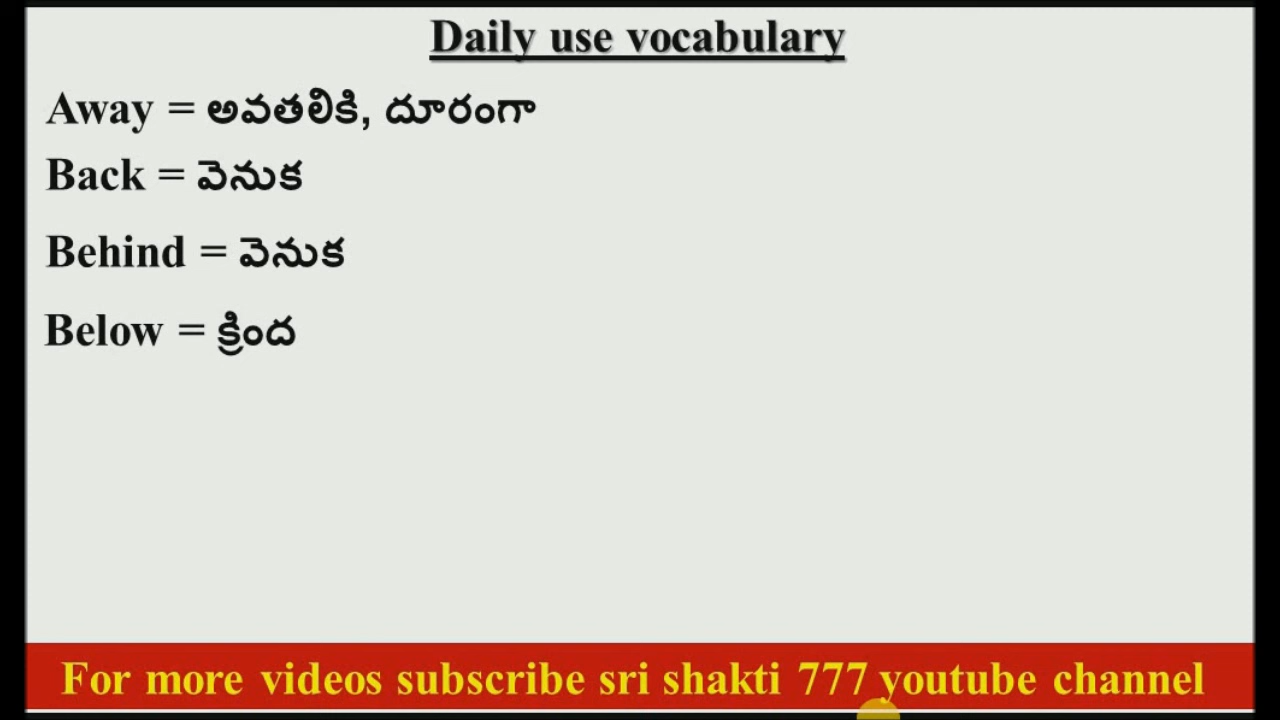 Daily use vocabulary
Away = అవతలికి, దూరంగా
Back = వెనుక
Behind = వెనుక
Below = క్రింద
For more videos subscribe sri shakti 777 youtube channel